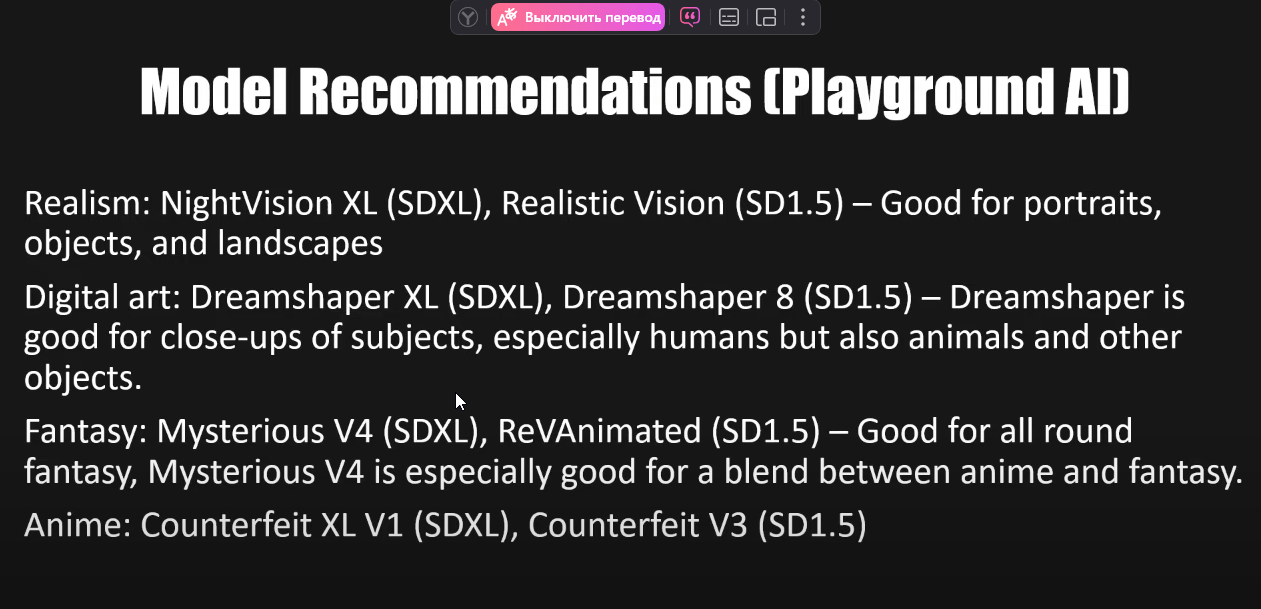 Выключить перевод
Model Recommendations (Playground AI)
Realism: NightVision XL (SDXL), Realistic Vision (SD1.5) – Good for portraits,
objects, and landscapes
Digital art: Dreamshaper XL (SDXL), Dreamshaper 8 (SD1.5) – Dreamshaper is
good for close-ups of subjects, especially humans but also animals and other
objects.
Fantasy: Mysterious V4 (SDXL), ReVAnimated (SD1.5) – Good for all round
fantasy, Mysterious V4 is especially good for a blend between anime and fantasy.
Anime: Counterfeit XL V1 (SDXL), Counterfeit V3 (SD1.5)